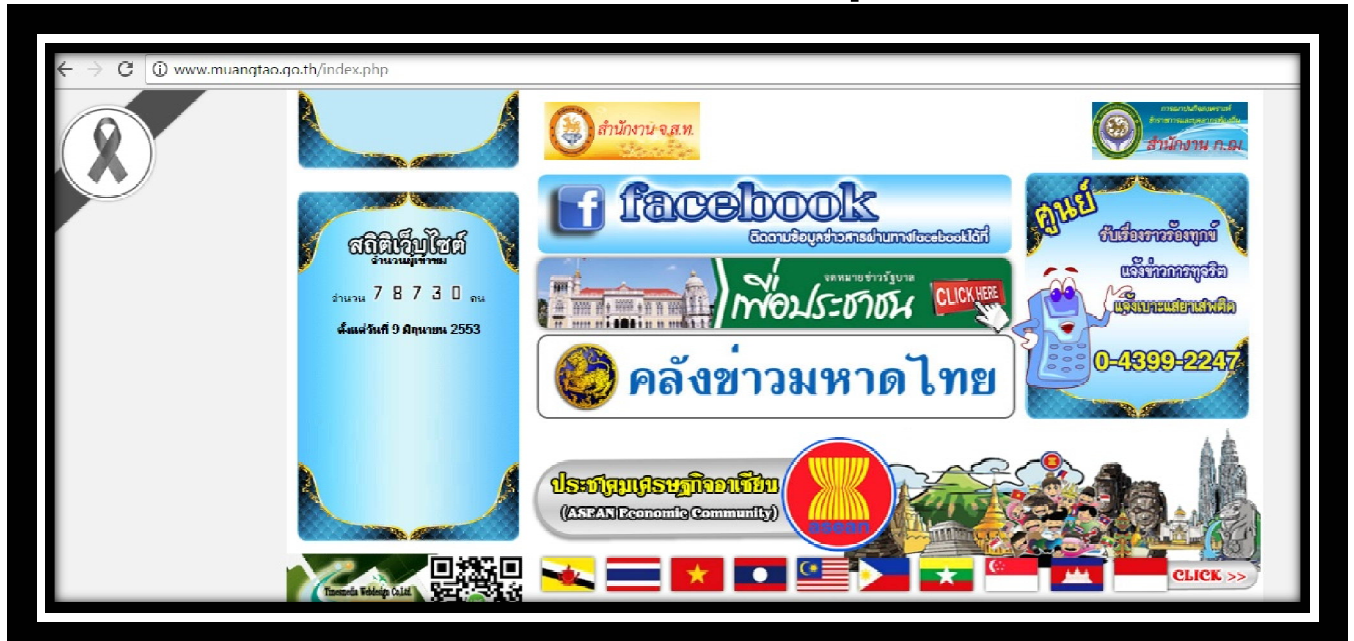 www.muangtao.go.th/index.php
สำนักงาน จ.ส.ท.
สำนักงาน ก.ถ.
facebook
ติดตามข้อมูลข่าวสารผ่านทางfacebookได้ที่
จดหมายข่าวรัฐบาล
เพื่อประชาชน
CLICK HERE
คลังข่าวมหาดไทย
ศูนย์
รับเรื่องราวร้องทุกข์
แจ้งข่าวการทุจริต
แจ้งเบาะแสยาเสพติด
0-4399-2247
สถิติเว็บไซต์
จำนวนผู้เข้าชม
จำนวน 78730 คน
ตั้งแต่วันที่ 9 มิถุนายน 2553
ประชาคมเศรษฐกิจอาเซียน
(ASEAN Economic Community)
asean
Timesmedia Webdesign Co.Ltd.
CLICK >>